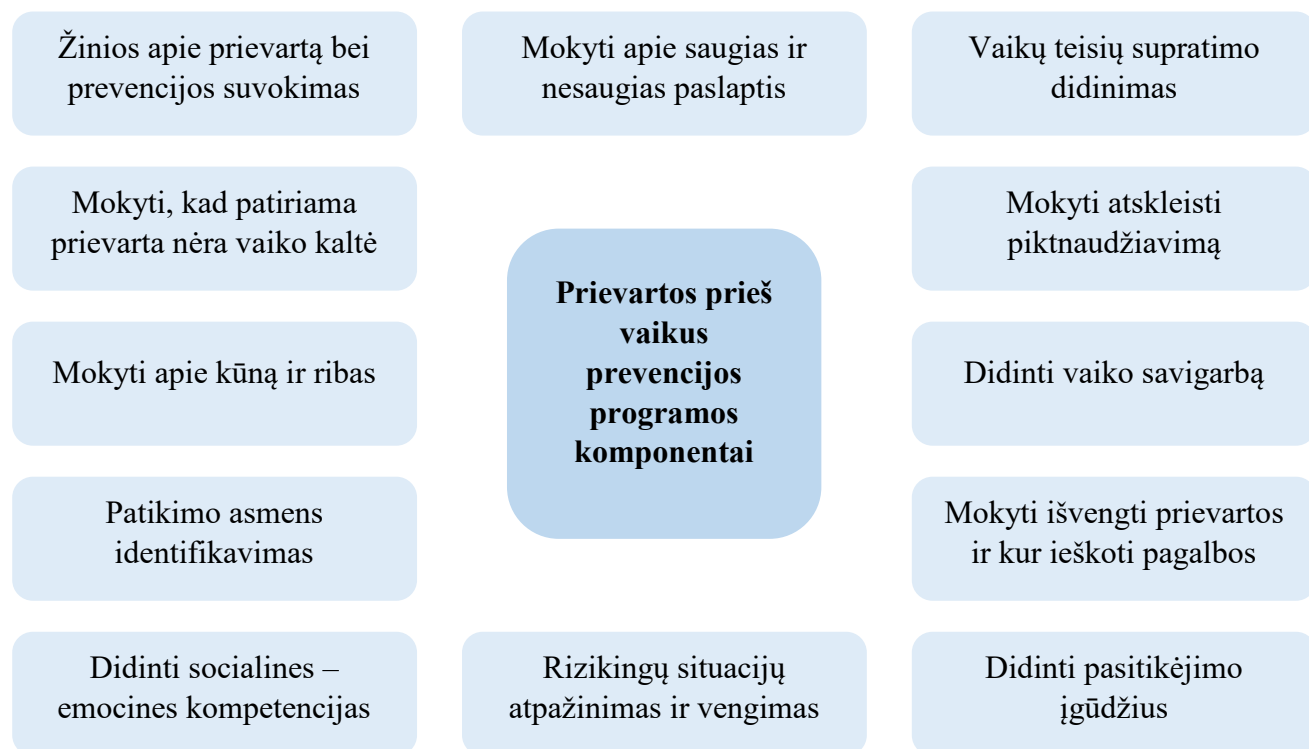 Žinios apie prievartą bei
prevencijos suvokimas
Mokyti apie saugias ir
nesaugias paslaptis
Vaikų teisių supratimo
didinimas
Mokyti, kad patiriama
prievarta nėra vaiko kaltė
Mokyti atskleisti
piktnaudžiavimą
Prievartos prieš
vaikus
prevencijos
programos
komponentai
Mokyti apie kūną ir ribas
Didinti vaiko savigarbą
Patikimo asmens
identifikavimas
Mokyti išvengti prievartos
ir kur ieškoti pagalbos
Didinti socialines –
emocines kompetencijas
Rizikingų situacijų
atpažinimas ir vengimas
Didinti pasitikėjimo
įgūdžius